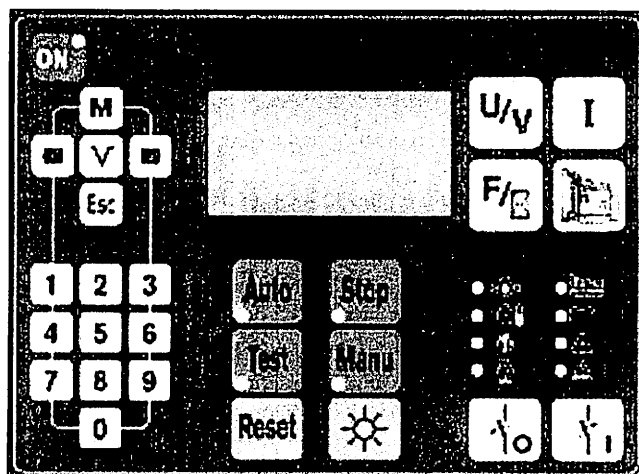 ON
M
V
Esc
U/V I
F/
1 2 3
4 5 6
7 8 9
0
Auto Stop
Test Manu
Reset
O I